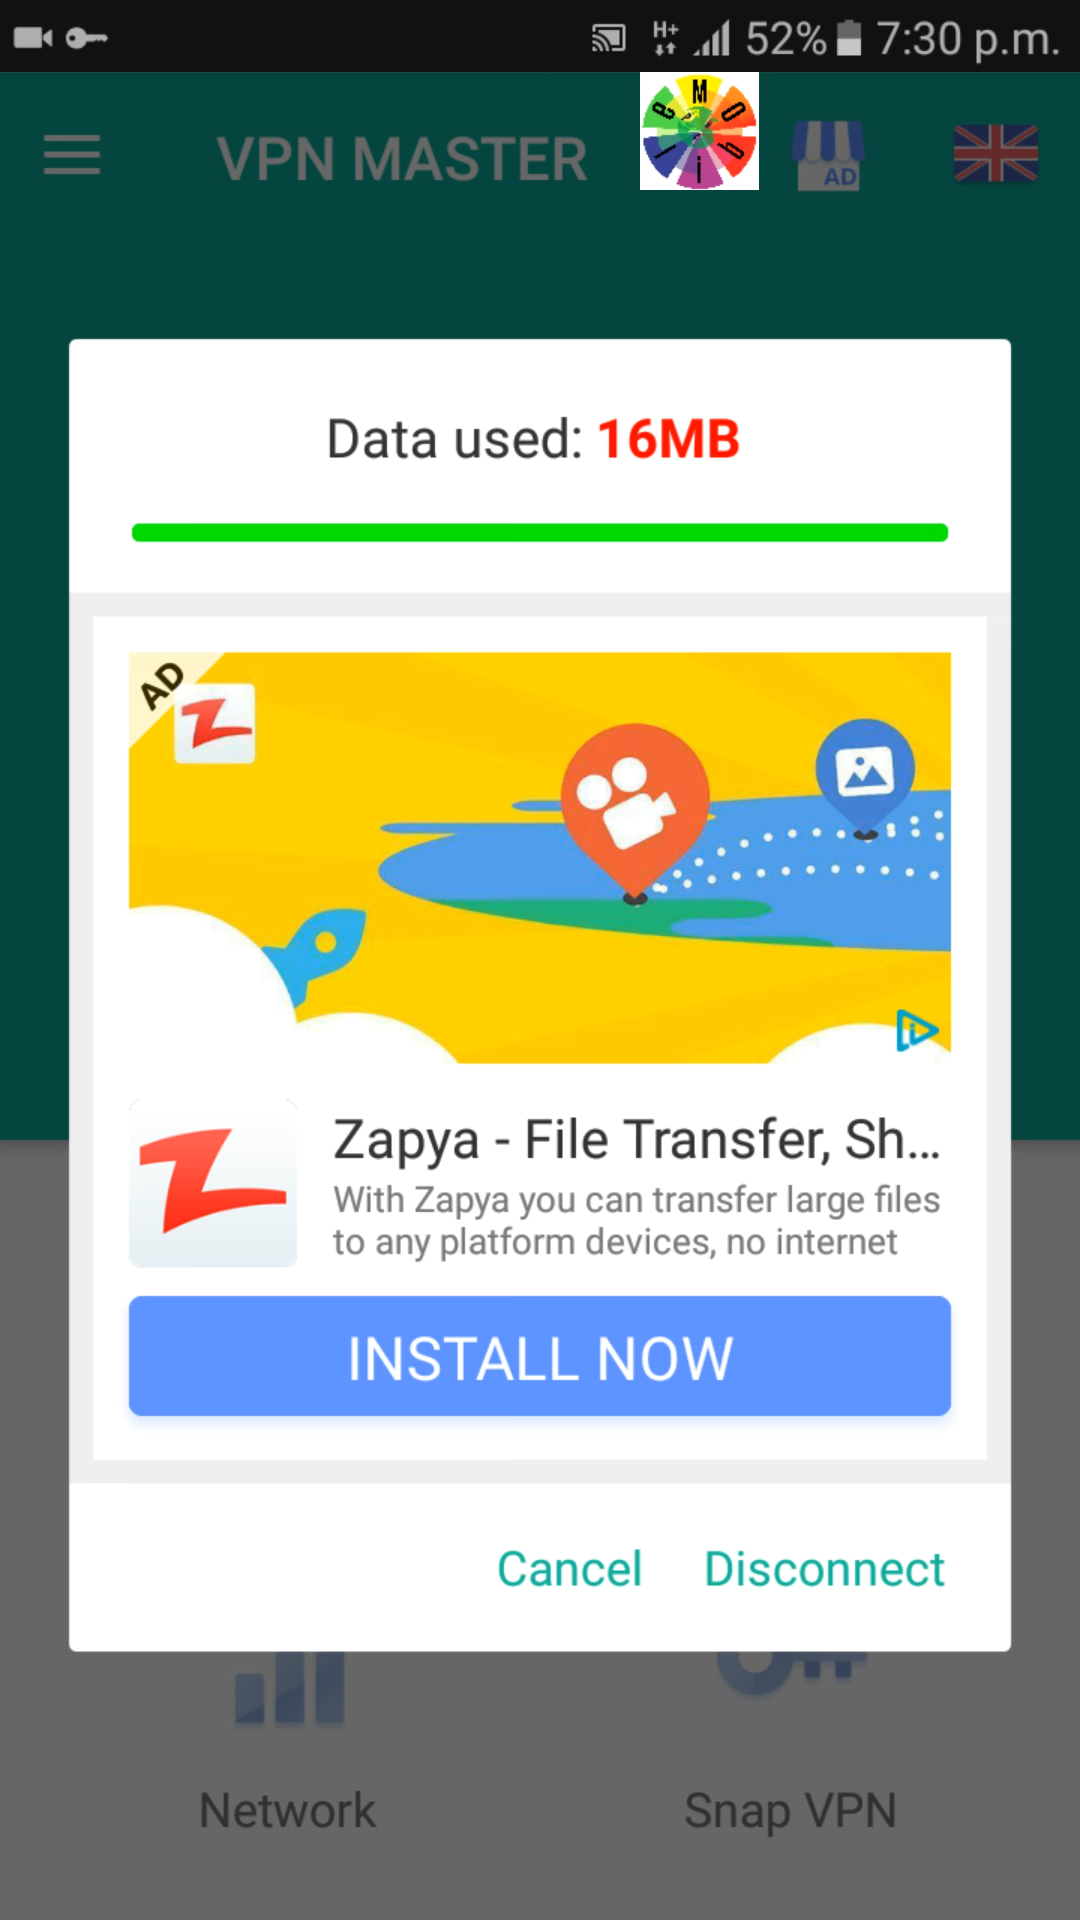 H+ 52% 7:30 p.m.
VPN MASTER
Mobile
AD
Data used: 16MB
AD
Zapya - File Transfer, Sh...
With Zapya you can transfer large files
to any platform devices, no internet
INSTALL NOW
Cancel Disconnect
Network Snap VPN